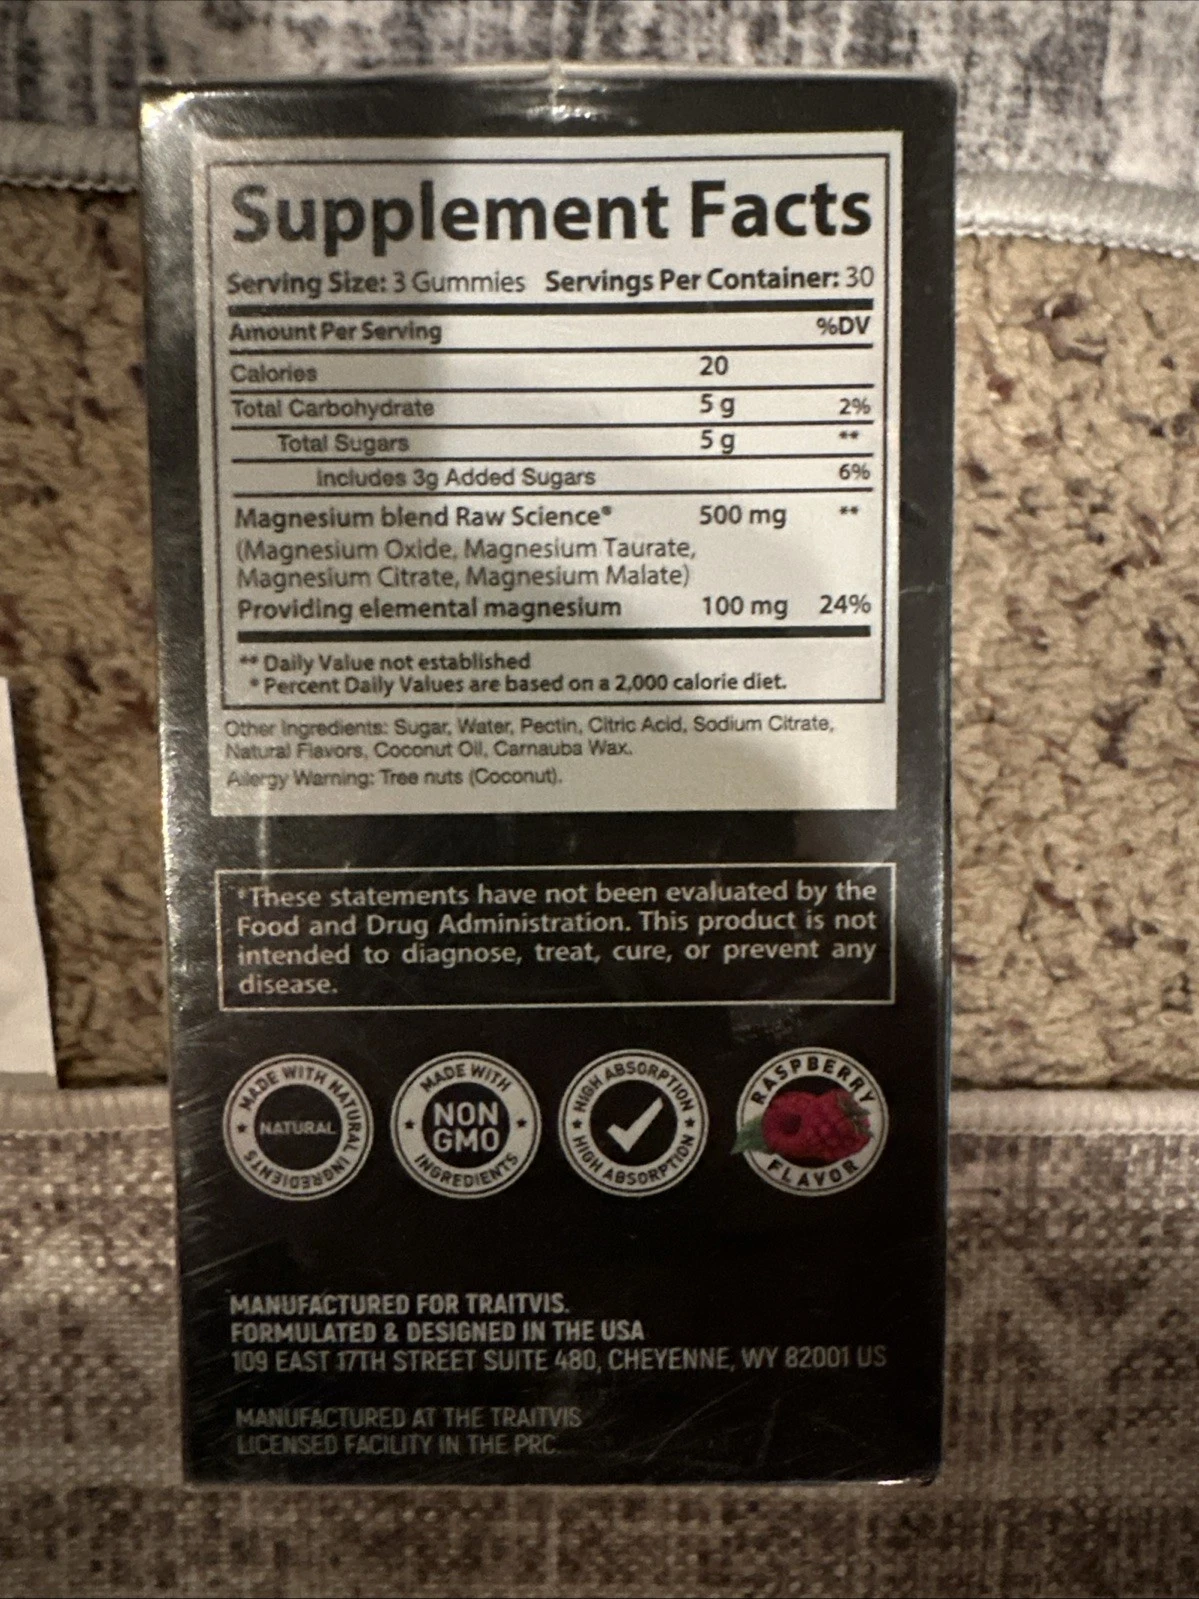 Supplement Facts
Serving Size: 3 Gummies Servings Per Container: 30
Amount Per Serving %DV
Calories 20
Total Carbohydrate 5 g 2%
Total Sugars 5 g **
Includes 3g Added Sugars 6%
Magnesium blend Raw Science® 500 mg **
(Magnesium Oxide, Magnesium Taurate,
Magnesium Citrate, Magnesium Malate)
Providing elemental magnesium 100 mg 24%
** Daily Value not established
* Percent Daily Values are based on a 2,000 calorie diet.
Other Ingredients: Sugar, Water, Pectin, Citric Acid, Sodium Citrate,
Natural Flavors, Coconut Oil, Carnauba Wax.
Allergy Warning: Tree nuts (Coconut).
*These statements have not been evaluated by the
Food and Drug Administration. This product is not
intended to diagnose, treat, cure, or prevent any
disease.
MADE WITH NATURAL INGREDIENTS
NATURAL
MADE WITH
NON
GMO
INGREDIENTS
HIGH ABSORPTION
HIGH ABSORPTION
RASPBERRY
FLAVOR
MANUFACTURED FOR TRAITVIS.
FORMULATED & DESIGNED IN THE USA
109 EAST 17TH STREET SUITE 480, CHEYENNE, WY 82001 US
MANUFACTURED AT THE TRAITVIS
LICENSED FACILITY IN THE PRC.